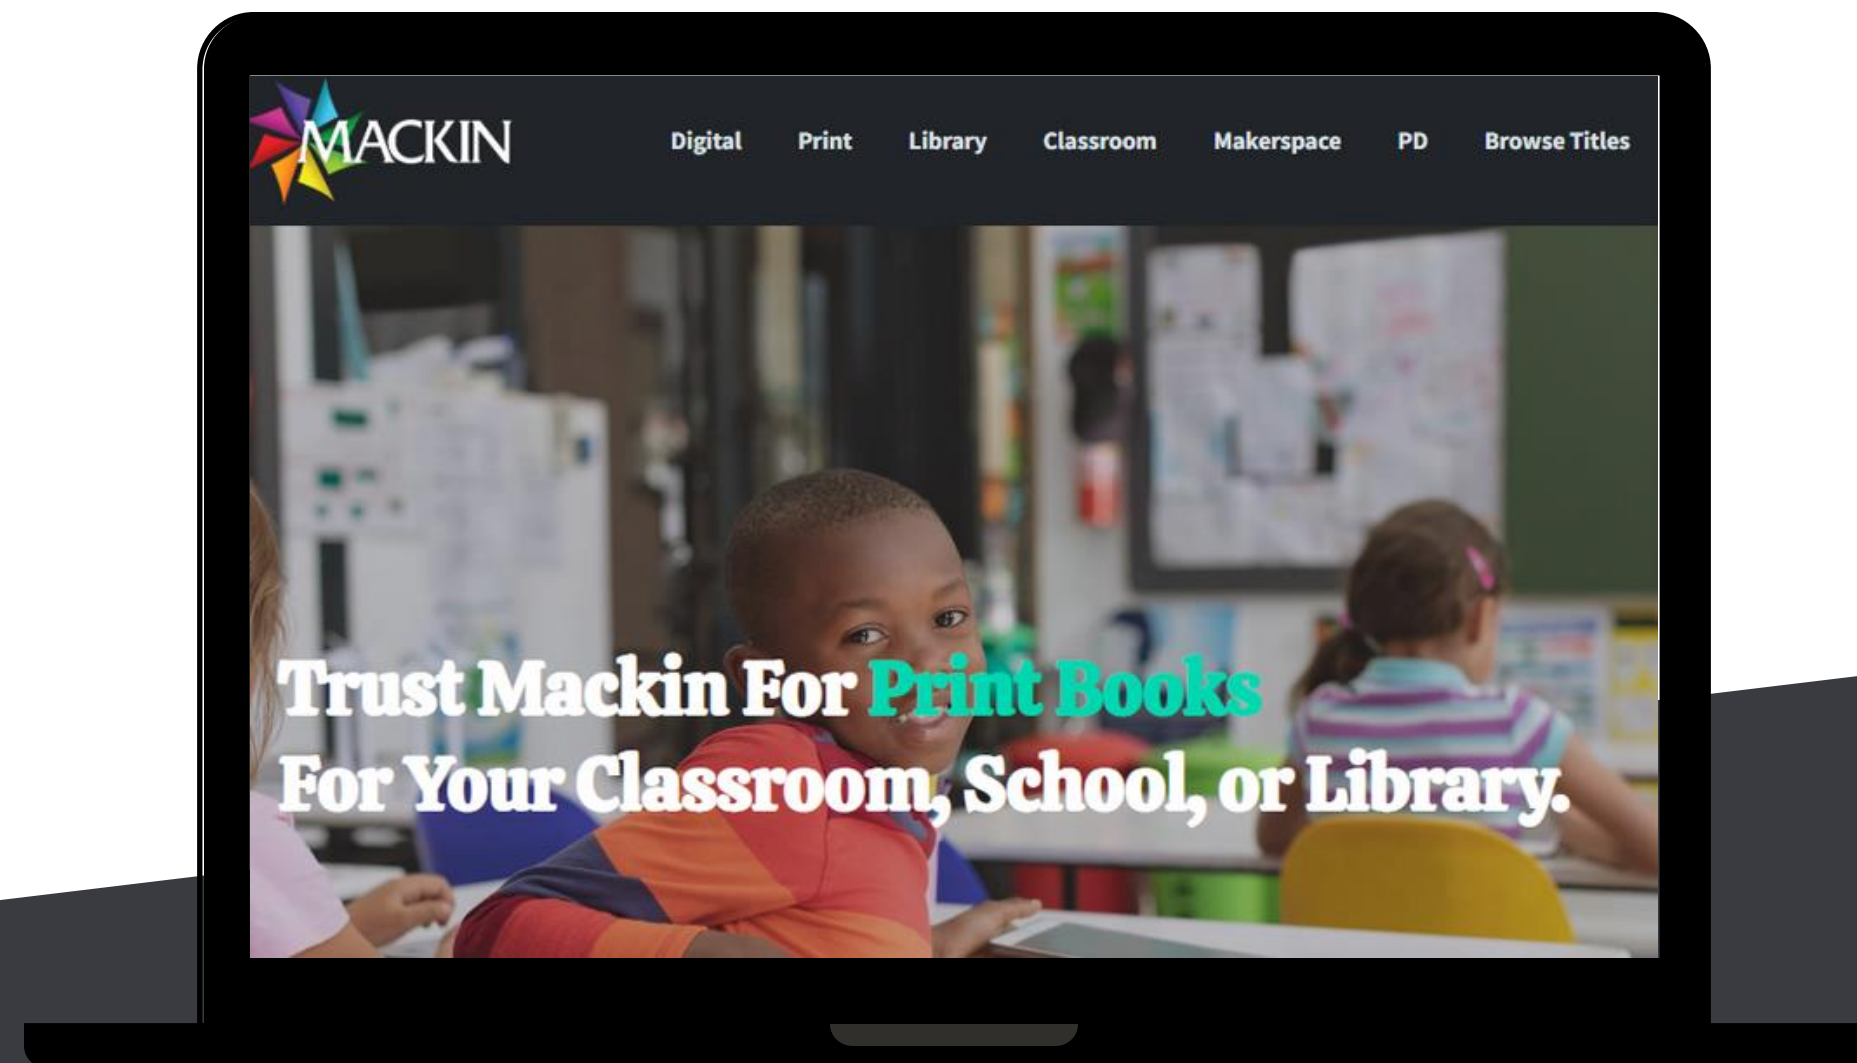 MACKIN
Digital Print Library Classroom Makerspace PD Browse Titles
Trust Mackin For Print Books
For Your Classroom, School, or Library.